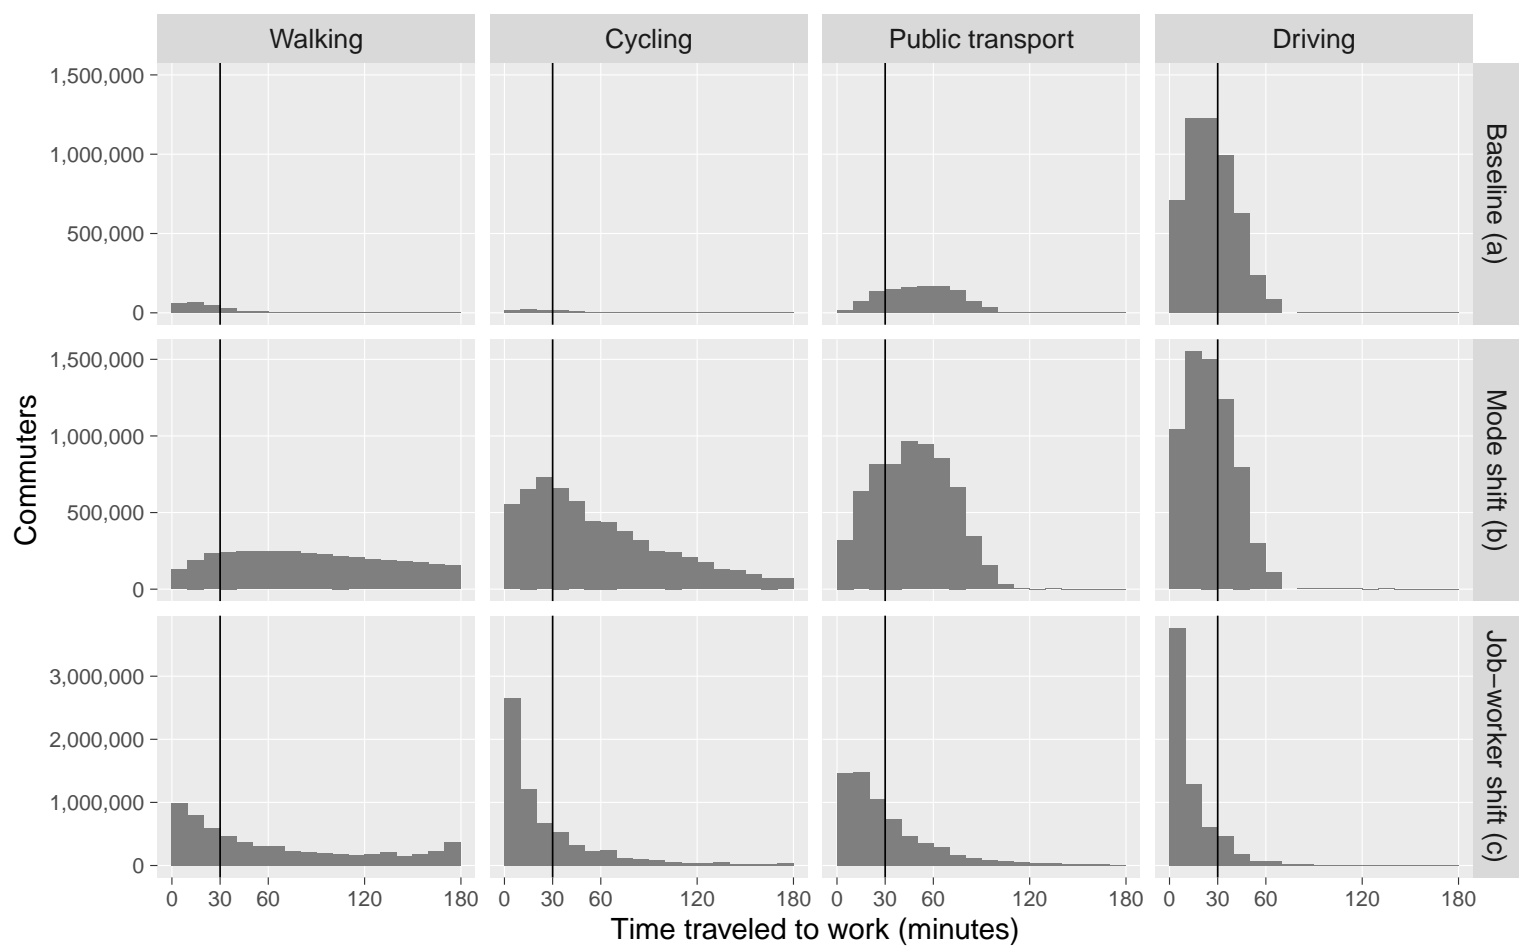 Walking Cycling Public transport Driving
1,500,000
1,000,000
500,000
0
Baseline (a)
1,500,000
1,000,000
500,000
0
Mode shift (b)
3,000,000
2,000,000
1,000,000
0
Job−worker shift (c)
Commuters
0 30 60 120 180 0 30 60 120 180 0 30 60 120 180 0 30 60 120 180
Time traveled to work (minutes)